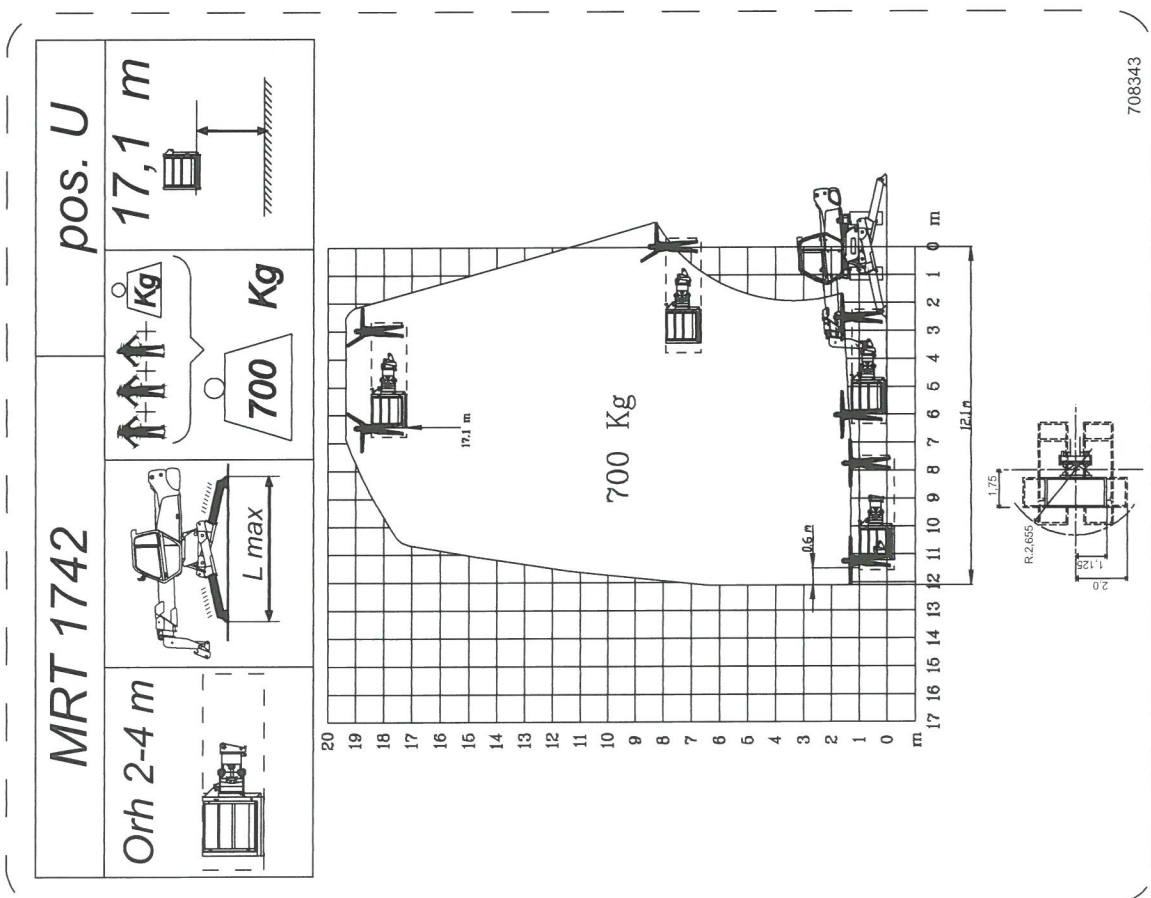 MRT 1742
pos. U
Orh 2-4 m
L max
Kg
700 Kg
17,1 m
20
19
18
17
16
15
14
13
12
11
10
9
8
7
6
5
4
3
2
1
0
m
17 16 15 14 13 12 11 10 9 8 7 6 5 4 3 2 1 0 m
17.1 m
700 Kg
0.6 m
12.1 m
1,75
R.2,655
1,125
2,0
708343